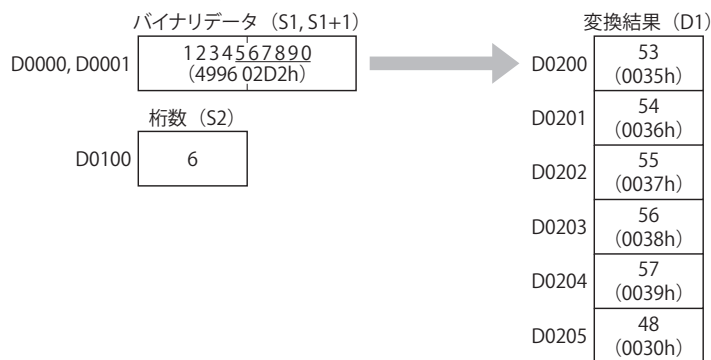 バイナリデータ（S1, S1+1）
D0000, D0001
1234567890
（4996 02D2h）
桁数（S2）
D0100
6
変換結果（D1）
D0200
53
（0035h）
D0201
54
（0036h）
D0202
55
（0037h）
D0203
56
（0038h）
D0204
57
（0039h）
D0205
48
（0030h）